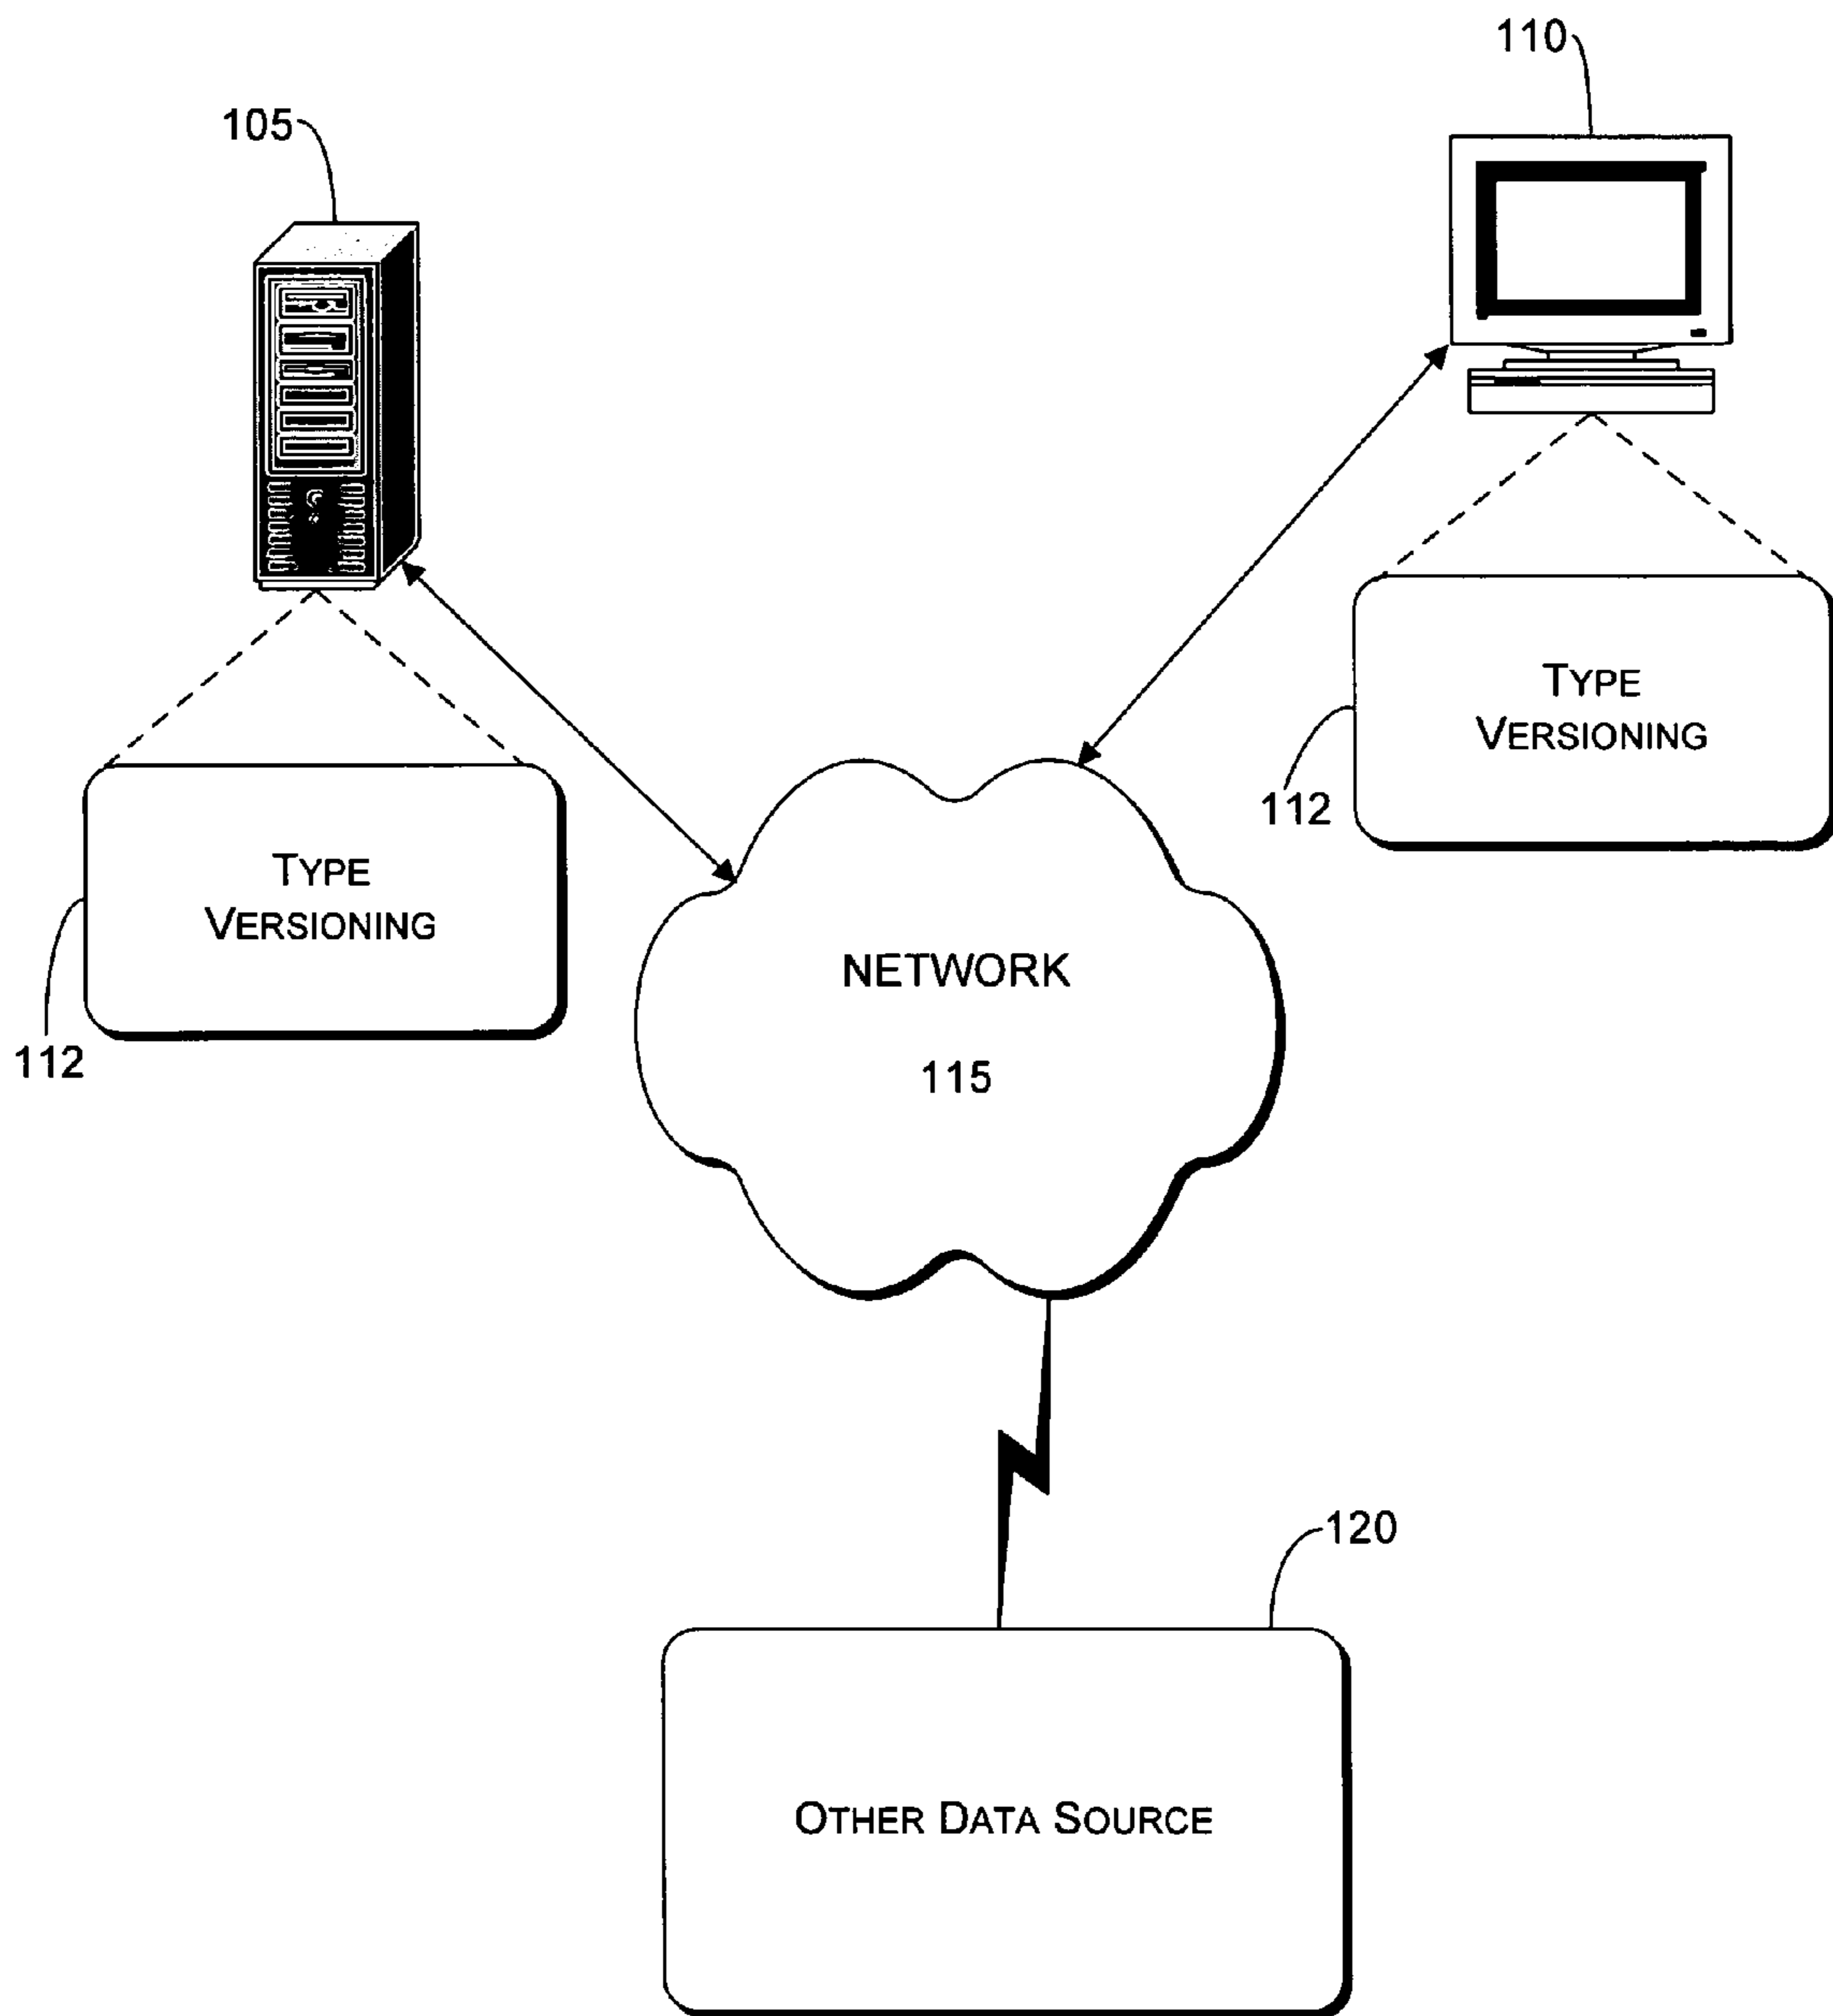 110
105
TYPE
VERSIONING
112
TYPE
VERSIONING
112
NETWORK
115
120
OTHER DATA SOURCE